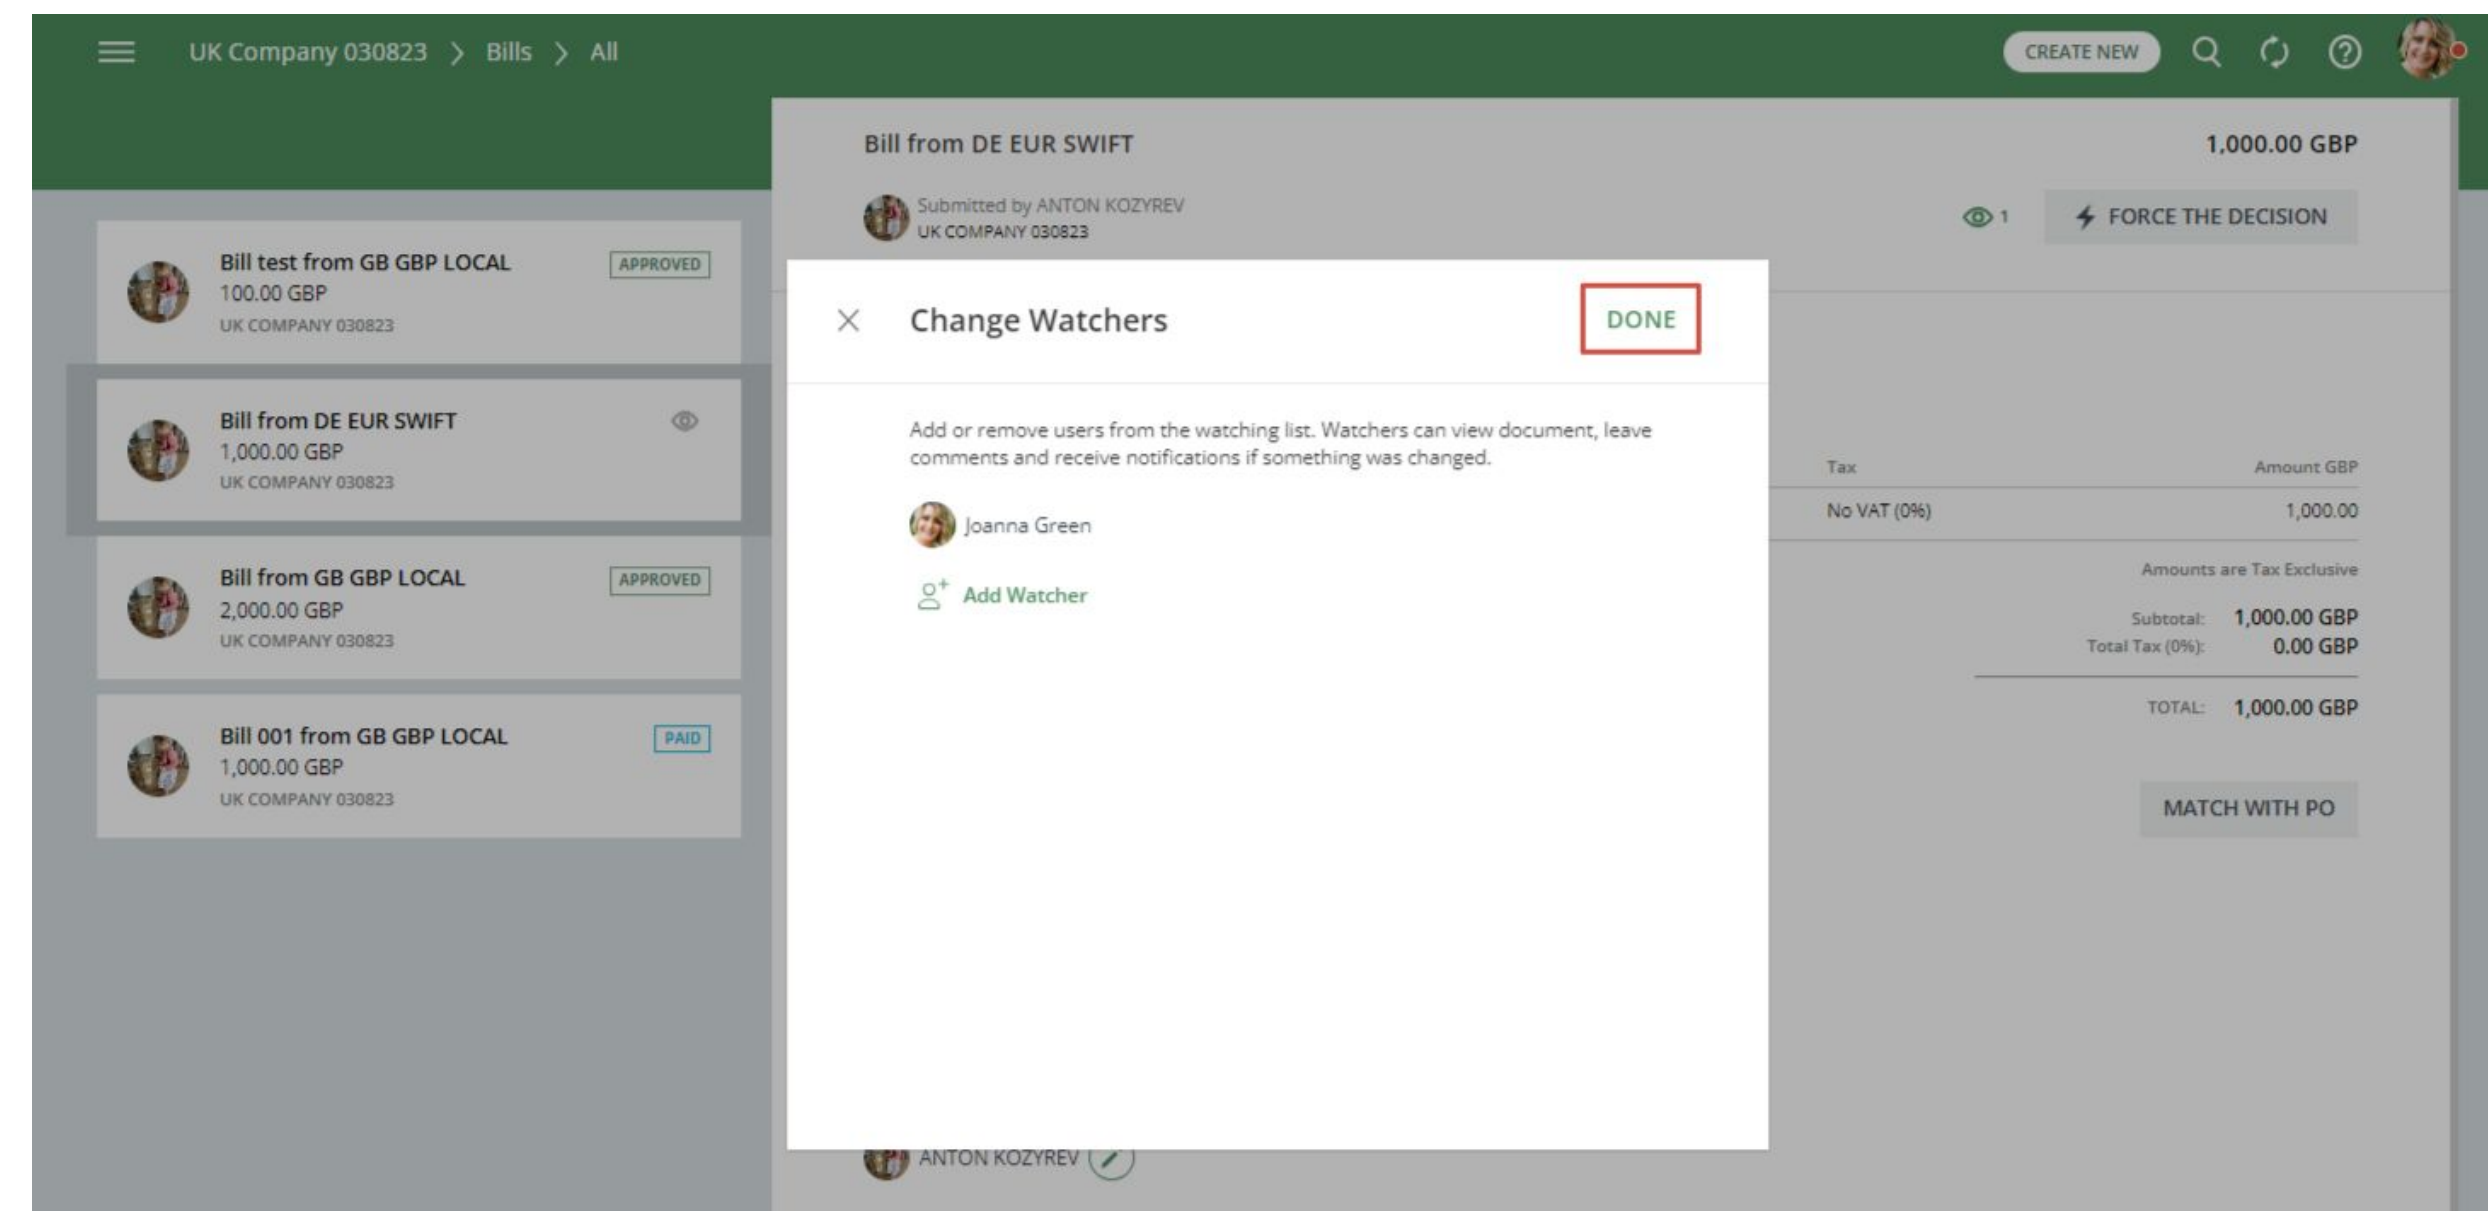 UK Company 030823 > Bills > All
CREATE NEW
Bill test from GB GBP LOCAL
APPROVED
100.00 GBP
UK COMPANY 030823
Bill from DE EUR SWIFT
1,000.00 GBP
UK COMPANY 030823
Bill from GB GBP LOCAL
APPROVED
2,000.00 GBP
UK COMPANY 030823
Bill 001 from GB GBP LOCAL
PAID
1,000.00 GBP
UK COMPANY 030823
Bill from DE EUR SWIFT
1,000.00 GBP
Submitted by ANTON KOZYREV
UK COMPANY 030823
1
FORCE THE DECISION
Change Watchers
DONE
Add or remove users from the watching list. Watchers can view document, leave
comments and receive notifications if something was changed.
Joanna Green
Add Watcher
Tax
Amount GBP
No VAT (0%)
1,000.00
Amounts are Tax Exclusive
Subtotal: 1,000.00 GBP
Total Tax (0%): 0.00 GBP
TOTAL: 1,000.00 GBP
MATCH WITH PO
ANTON KOZYREV